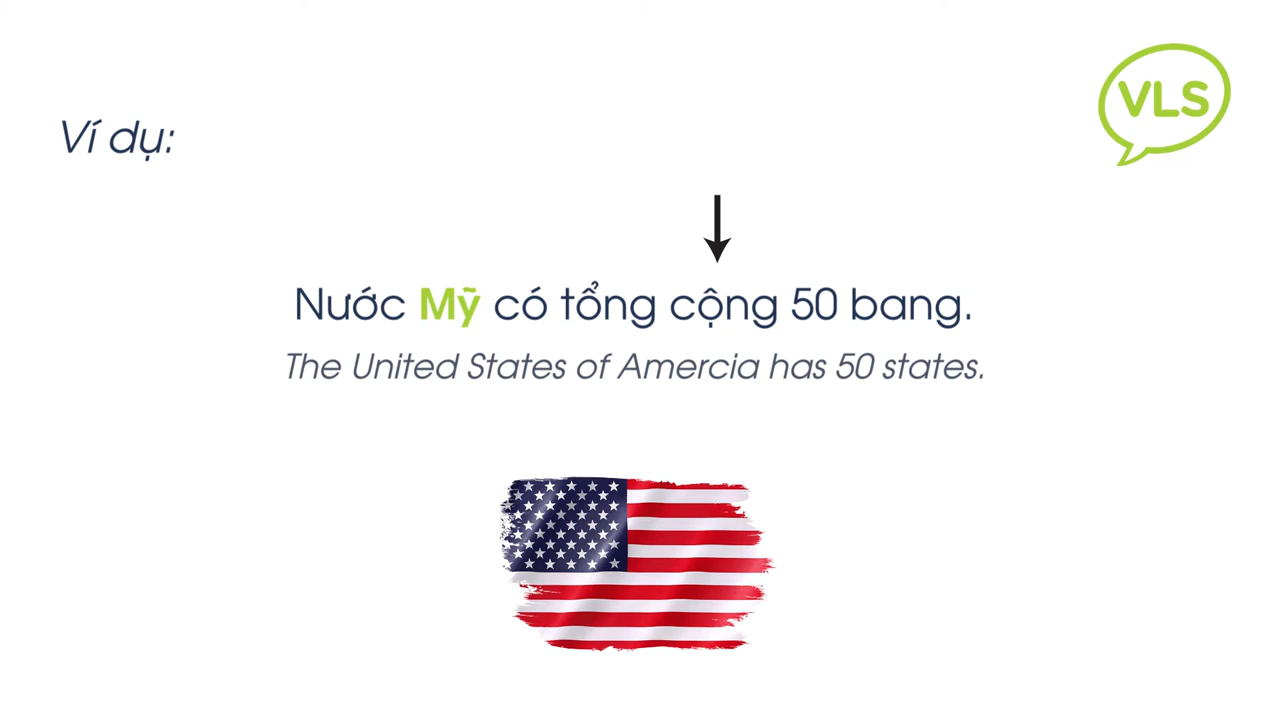 VLS
Ví dụ:
Nước Mỹ có tổng cộng 50 bang.
The United States of Amercia has 50 states.